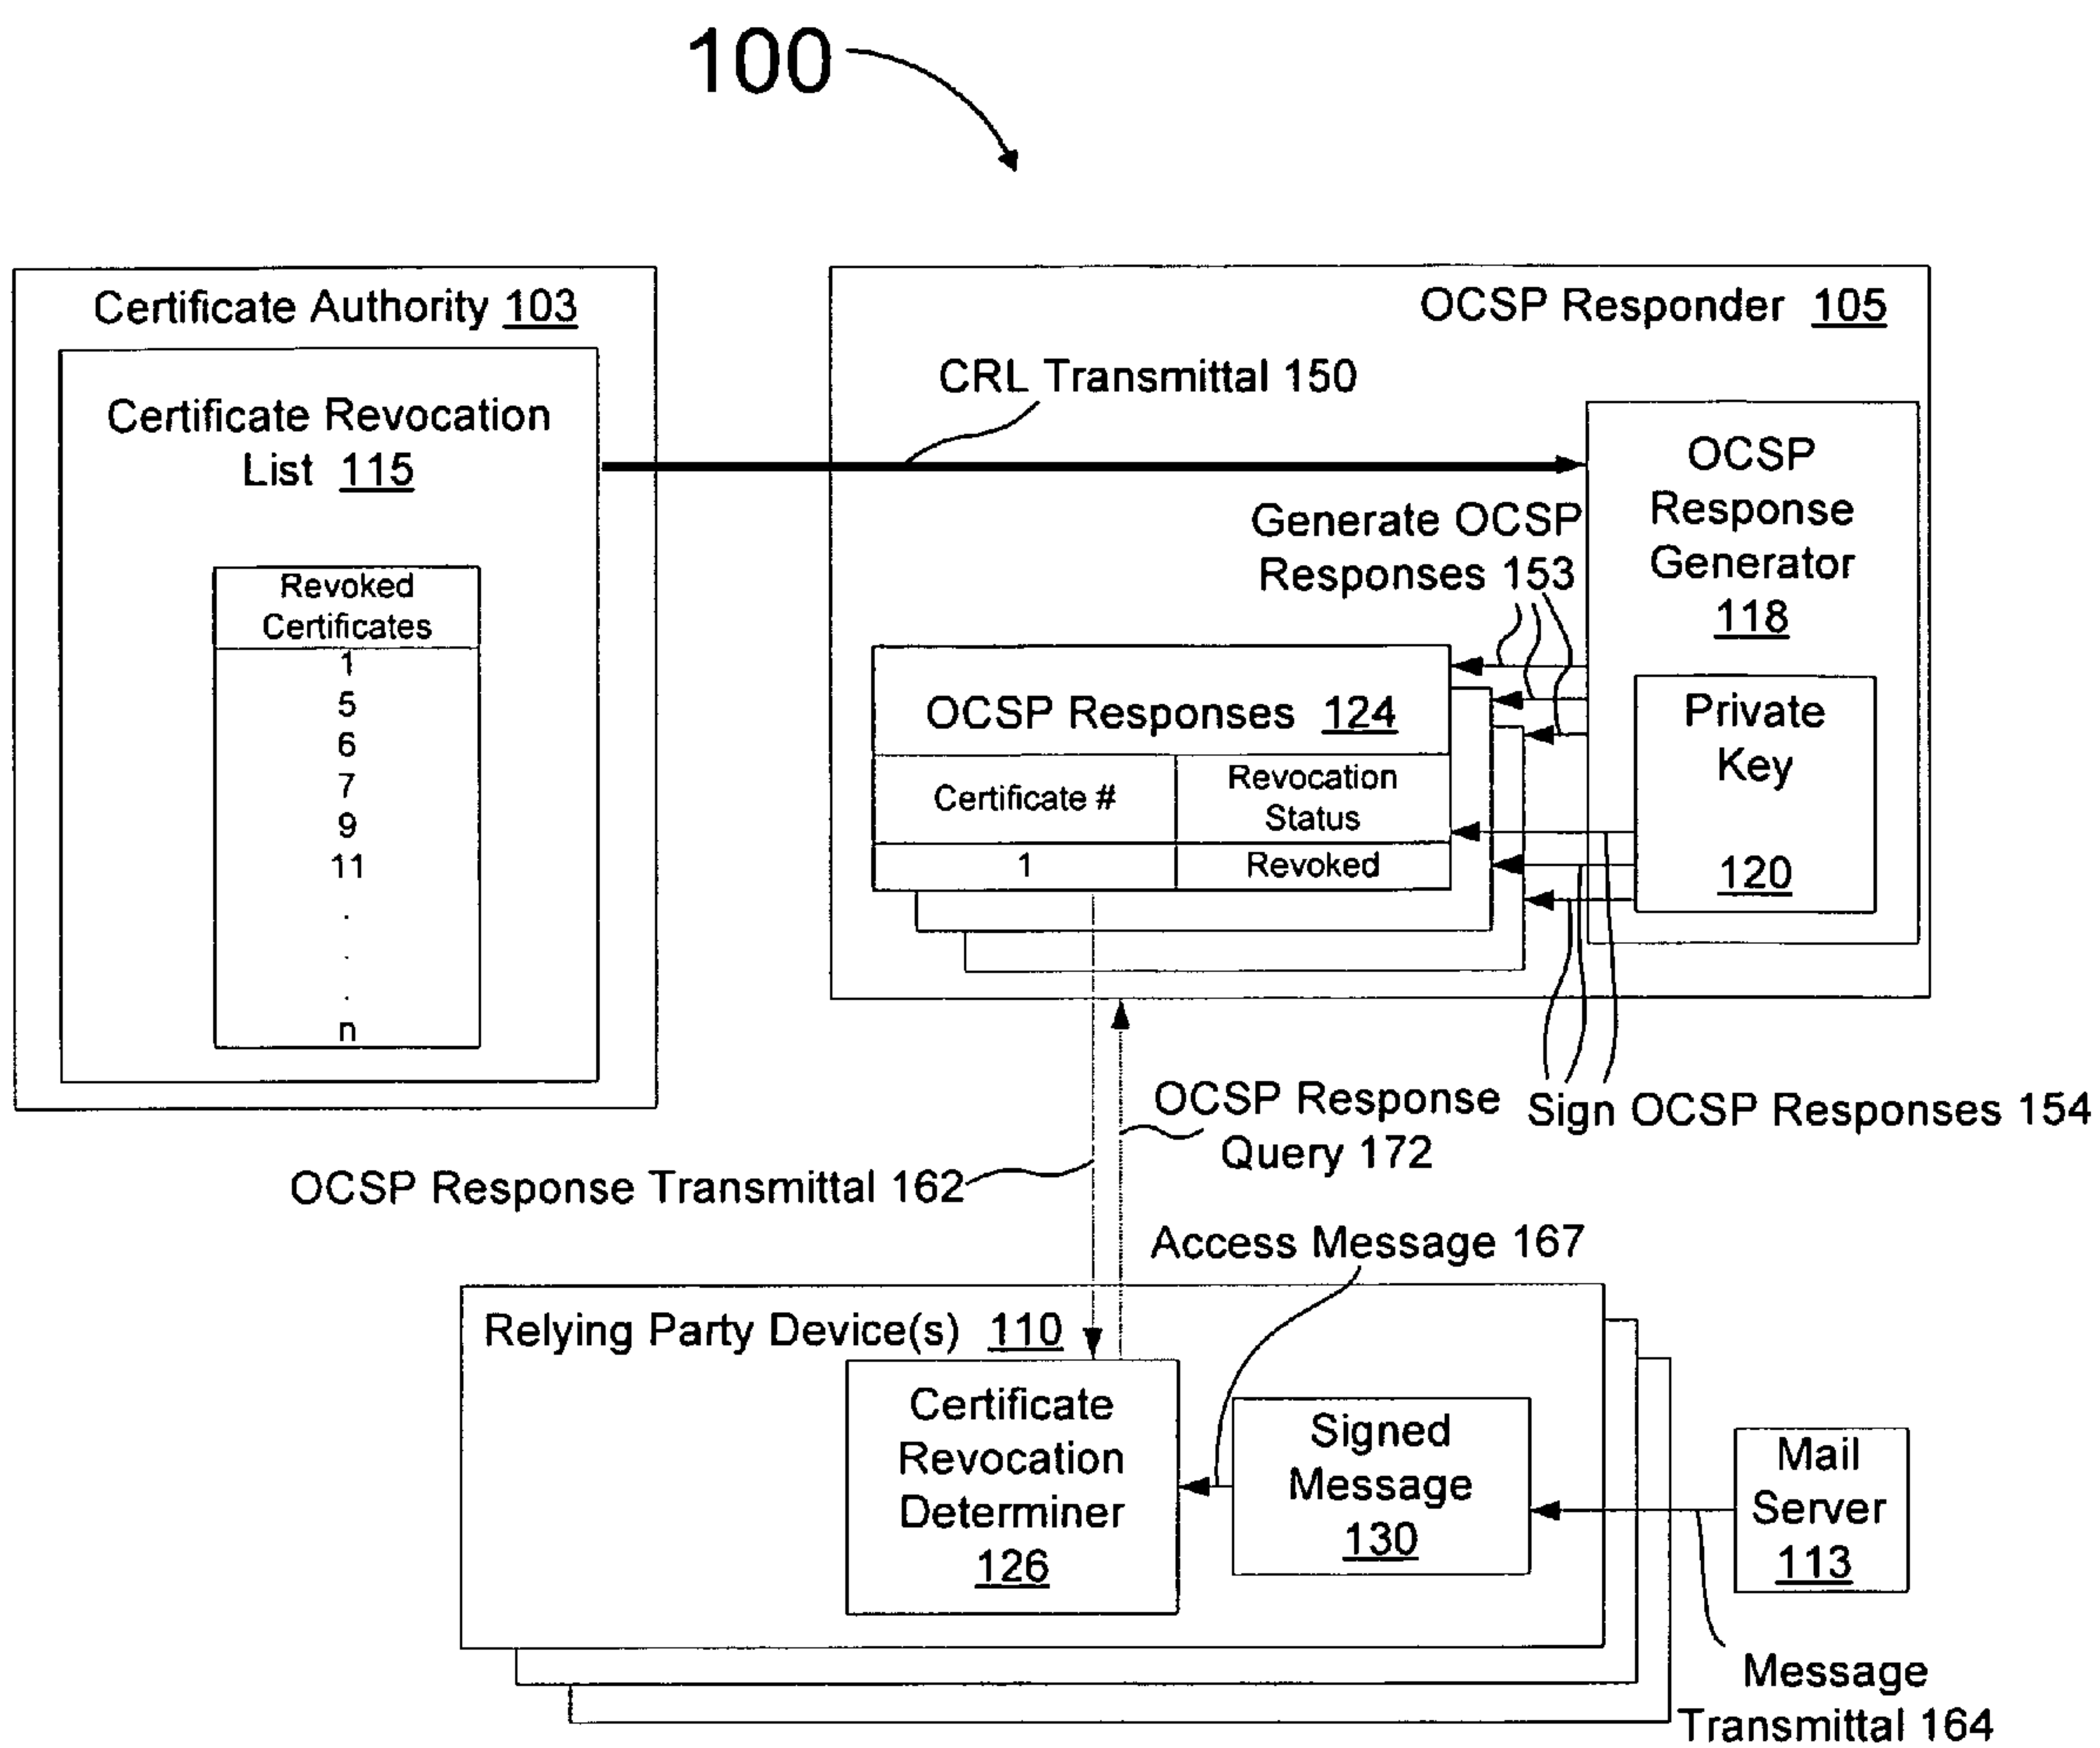 100
Certificate Authority 103
Certificate Revocation
List 115
Revoked
Certificates
1
5
6
7
9
11
.
.
.
n
OCSP Responder 105
CRL Transmittal 150
OCSP
Response
Generator
118
Generate OCSP
Responses 153
Private
Key
120
OCSP Responses 124
Certificate #
Revocation
Status
1
Revoked
Sign OCSP Responses 154
OCSP Response
Query 172
OCSP Response Transmittal 162
Access Message 167
Relying Party Device(s) 110
Certificate
Revocation
Determiner
126
Signed
Message
130
Mail
Server
113
Message
Transmittal 164